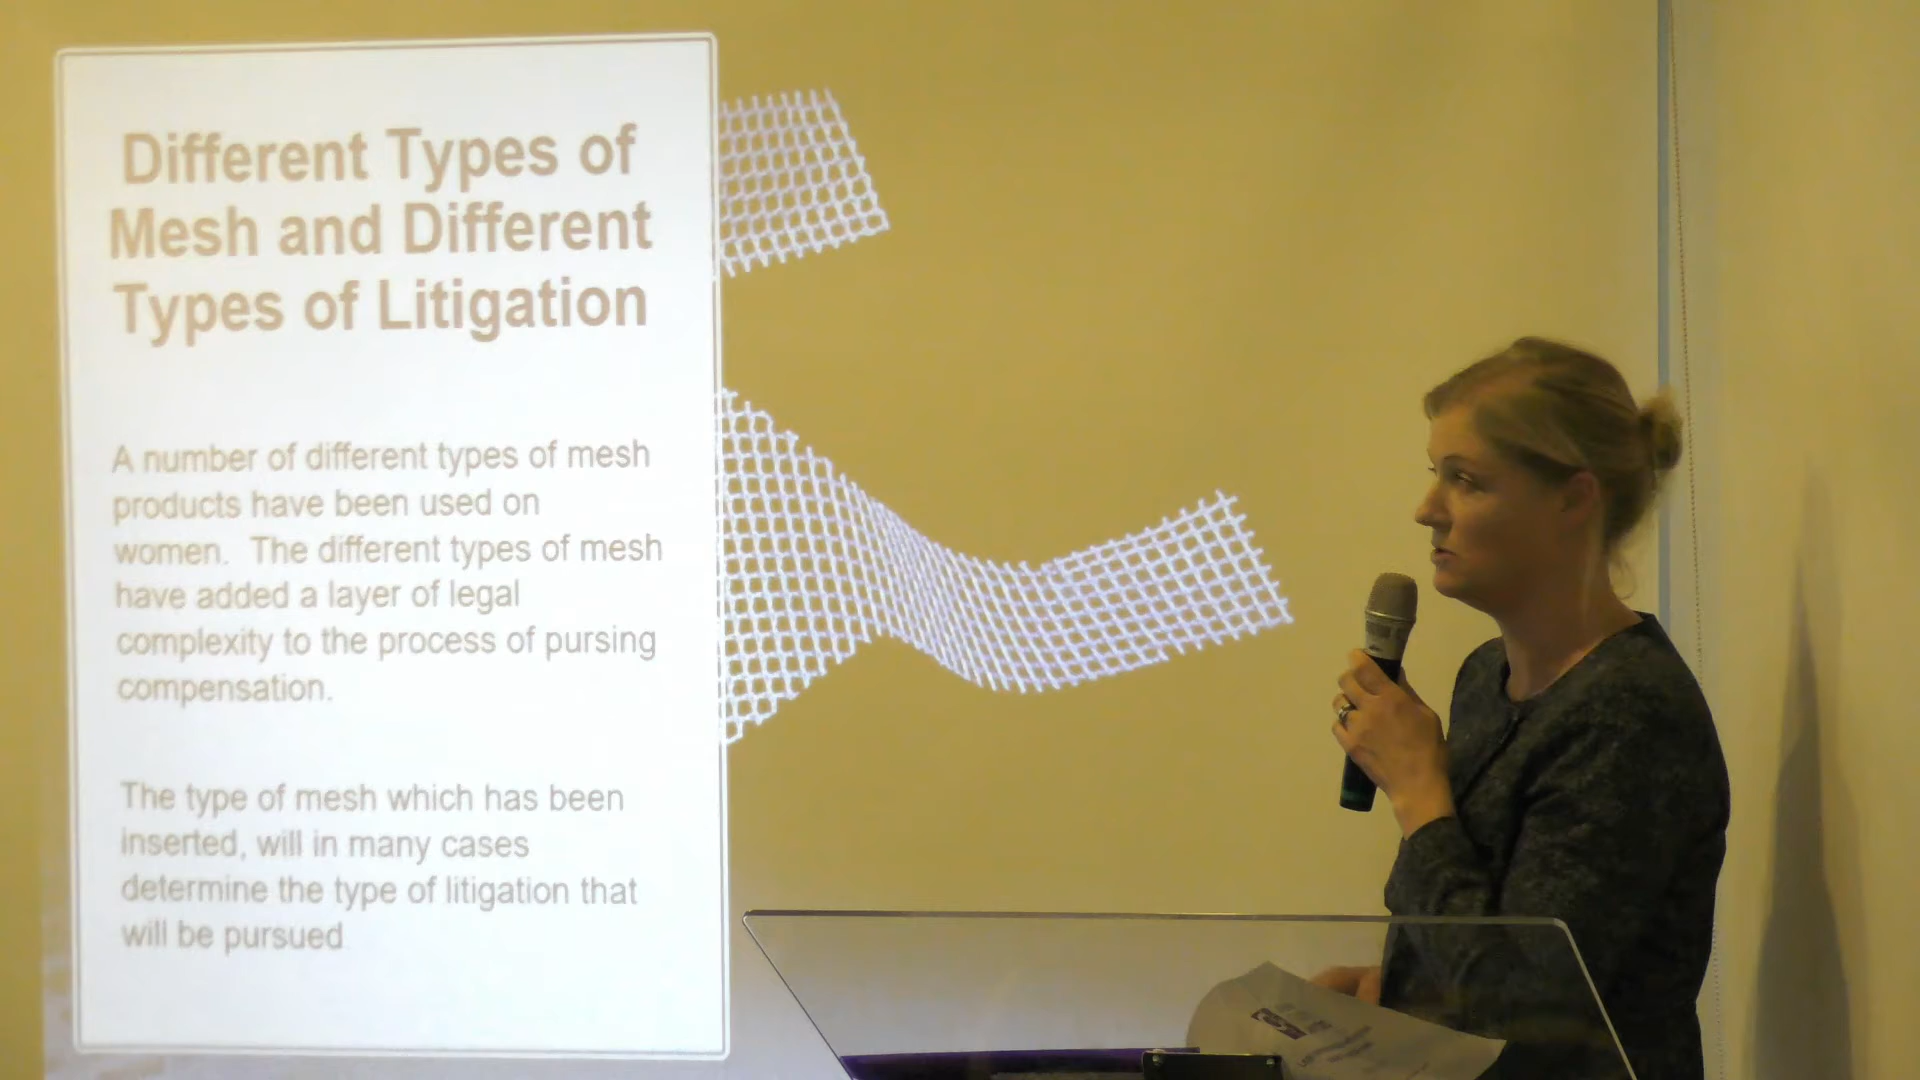 Different Types of
Mesh and Different
Types of Litigation
A number of different types of mesh
products have been used on
women. The different types of mesh
have added a layer of legal
complexity to the process of pursing
compensation.
The type of mesh which has been
inserted, will in many cases
determine the type of litigation that
will be pursued